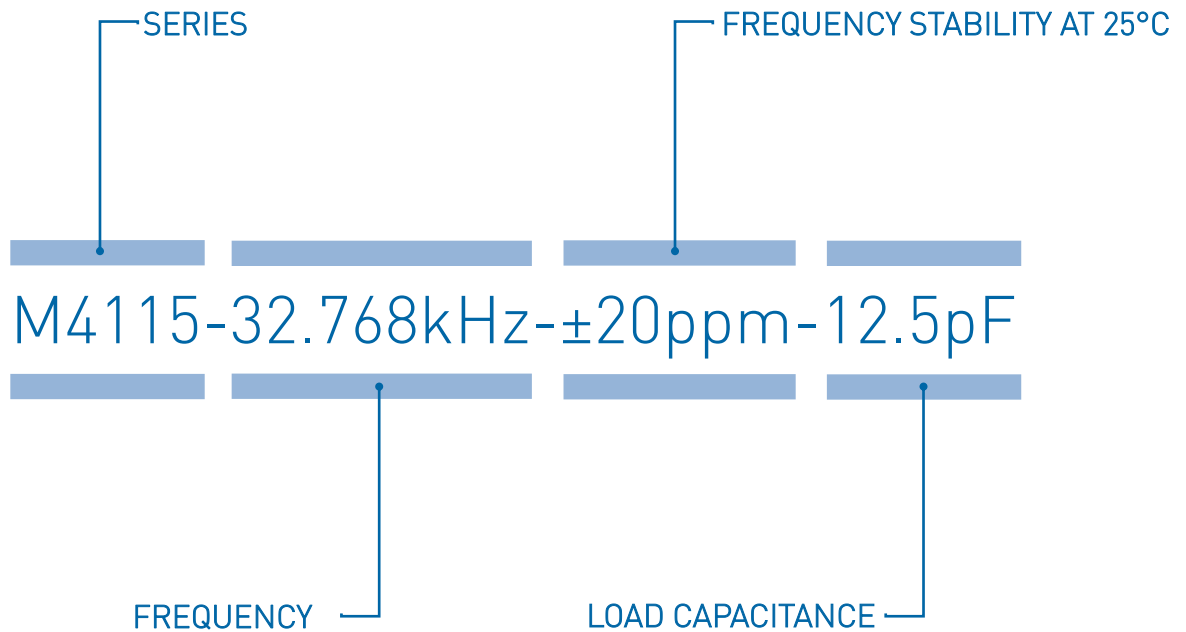 SERIES
FREQUENCY STABILITY AT 25°C
M4115-32.768kHz-±20ppm-12.5pF
FREQUENCY
LOAD CAPACITANCE